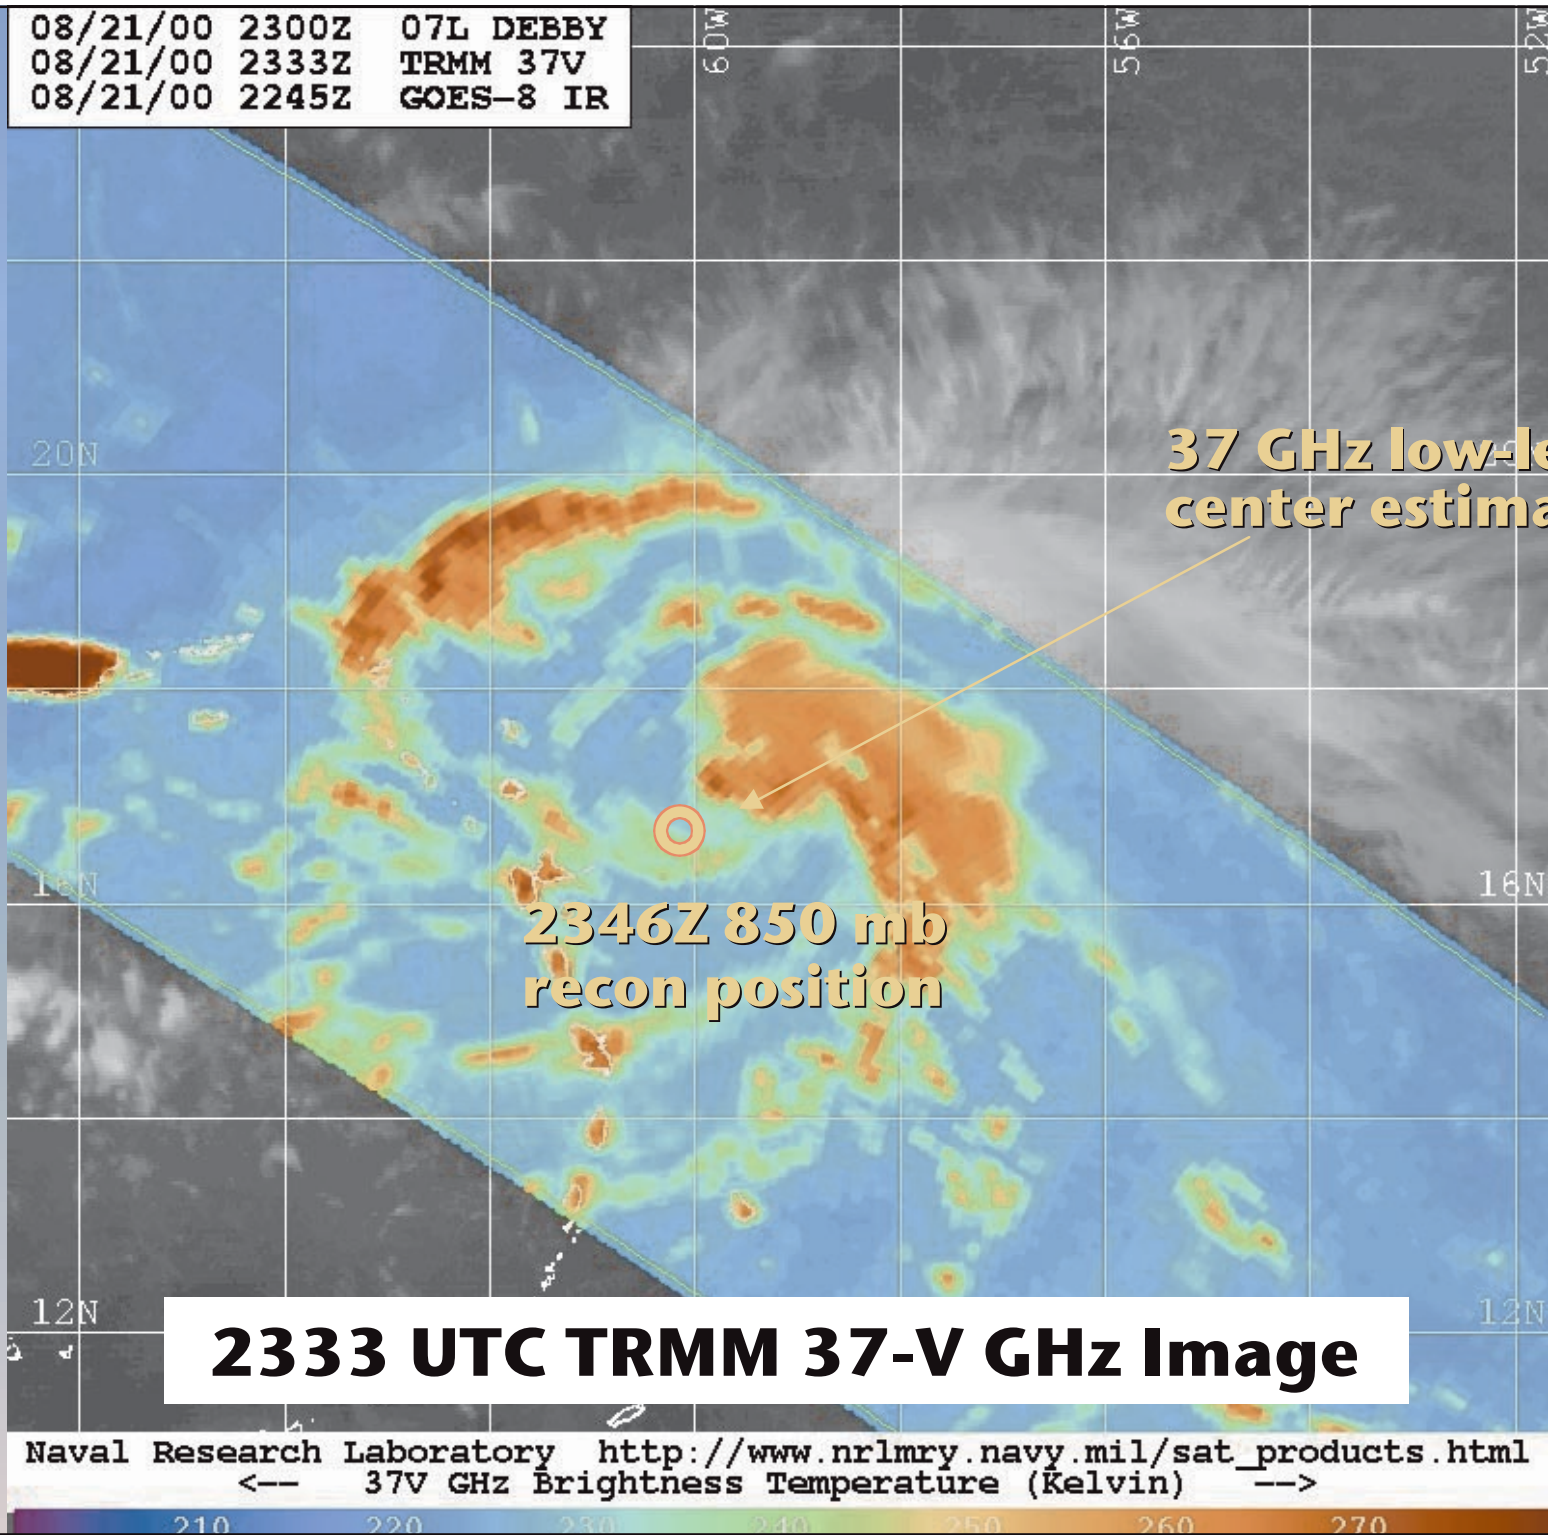 08/21/00 2300Z 07L DEBBY
08/21/00 2333Z TRMM 37V
08/21/00 2245Z GOES-8 IR
60W
56W
52W
20N
37 GHz low-le
center estima
16N
16N
2346Z 850 mb
recon position
12N
12N
2333 UTC TRMM 37-V GHz Image
Naval Research Laboratory http://www.nrlmry.navy.mil/sat_products.html
<-- 37V GHz Brightness Temperature (Kelvin) -->
210 220 230 240 250 260 270